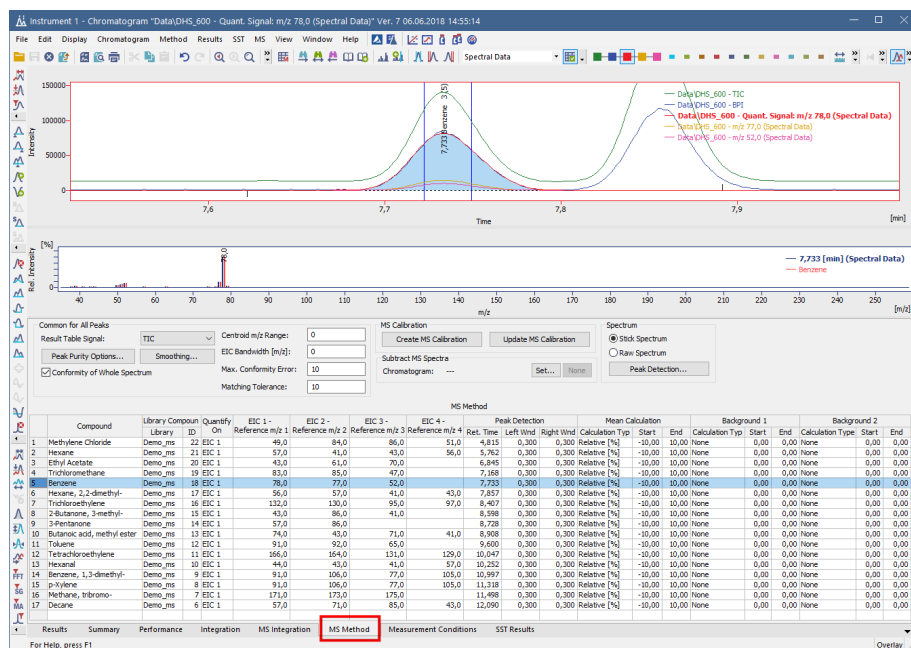 Instrument 1 - Chromatogram "Data\DHS_600 - Quant. Signal: m/z 78,0 (Spectral Data)" Ver. 7 06.06.2018 14:55:14
File Edit Display Chromatogram Method Results SST MS View Window Help
Spectral Data
150000
100000
50000
0
Intensity
7,733 Benzene 3 (5)
Data\DHS_600 - TIC
Data\DHS_600 - BPI
Data\DHS_600 - Quant. Signal: m/z 78,0 (Spectral Data)
Data\DHS_600 - m/z 77,0 (Spectral Data)
Data\DHS_600 - m/z 52,0 (Spectral Data)
7,6 7,7 7,8 7,9
Time [min]
[%]
Rel. Intensity
50
0
78,0
7,733 [min] (Spectral Data)
Benzene
40 50 60 70 80 90 100 110 120 130 140 150 160 170 180 190 200 210 220 230 240 250
m/z [m/z]
Common for All Peaks
Result Table Signal: TIC
Peak Purity Options... Smoothing...
Conformity of Whole Spectrum
Centroid m/z Range: 0
EIC Bandwidth [m/z]: 0
Max. Conformity Error: 10
Matching Tolerance: 10
MS Calibration
Create MS Calibration Update MS Calibration
Subtract MS Spectra
Chromatogram: --- Set... None
Spectrum
Stick Spectrum
Raw Spectrum
Peak Detection...
MS Method
Compound Library Compoun Quantify EIC 1 - EIC 2 - EIC 3 - EIC 4 - Peak Detection Mean Calculation Background 1 Background 2
Library ID On Reference m/z 1 Reference m/z 2 Reference m/z 3 Reference m/z 4 Ret. Time Left Wnd Right Wnd Calculation Typ Start End Calculation Typ Start End Calculation Type Start End
1 Methylene Chloride Demo_ms 22 EIC 1 49,0 84,0 86,0 51,0 4,815 0,300 0,300 Relative [%] -10,00 10,00 None 0,00 0,00 None 0,00 0,00
2 Hexane Demo_ms 21 EIC 1 57,0 41,0 43,0 56,0 5,762 0,300 0,300 Relative [%] -10,00 10,00 None 0,00 0,00 None 0,00 0,00
3 Ethyl Acetate Demo_ms 20 EIC 1 43,0 61,0 70,0 6,845 0,300 0,300 Relative [%] -10,00 10,00 None 0,00 0,00 None 0,00 0,00
4 Trichloromethane Demo_ms 19 EIC 1 83,0 85,0 47,0 7,168 0,300 0,300 Relative [%] -10,00 10,00 None 0,00 0,00 None 0,00 0,00
5 Benzene Demo_ms 18 EIC 1 78,0 77,0 52,0 7,733 0,300 0,300 Relative [%] -10,00 10,00 None 0,00 0,00 None 0,00 0,00
6 Hexane, 2,2-dimethyl- Demo_ms 17 EIC 1 56,0 57,0 41,0 43,0 7,857 0,300 0,300 Relative [%] -10,00 10,00 None 0,00 0,00 None 0,00 0,00
7 Trichloroethylene Demo_ms 16 EIC 1 132,0 130,0 95,0 97,0 8,407 0,300 0,300 Relative [%] -10,00 10,00 None 0,00 0,00 None 0,00 0,00
8 2-Butanone, 3-methyl- Demo_ms 15 EIC 1 43,0 86,0 41,0 8,598 0,300 0,300 Relative [%] -10,00 10,00 None 0,00 0,00 None 0,00 0,00
9 3-Pentanone Demo_ms 14 EIC 1 57,0 86,0 8,728 0,300 0,300 Relative [%] -10,00 10,00 None 0,00 0,00 None 0,00 0,00
10 Butanoic acid, methyl ester Demo_ms 13 EIC 1 74,0 43,0 71,0 41,0 8,908 0,300 0,300 Relative [%] -10,00 10,00 None 0,00 0,00 None 0,00 0,00
11 Toluene Demo_ms 12 EIC 1 91,0 92,0 65,0 9,600 0,300 0,300 Relative [%] -10,00 10,00 None 0,00 0,00 None 0,00 0,00
12 Tetrachloroethylene Demo_ms 11 EIC 1 166,0 164,0 131,0 129,0 10,047 0,300 0,300 Relative [%] -10,00 10,00 None 0,00 0,00 None 0,00 0,00
13 Hexanal Demo_ms 10 EIC 1 44,0 43,0 41,0 57,0 10,252 0,300 0,300 Relative [%] -10,00 10,00 None 0,00 0,00 None 0,00 0,00
14 Benzene, 1,3-dimethyl- Demo_ms 9 EIC 1 91,0 106,0 77,0 105,0 10,997 0,300 0,300 Relative [%] -10,00 10,00 None 0,00 0,00 None 0,00 0,00
15 p-Xylene Demo_ms 8 EIC 1 91,0 106,0 77,0 105,0 11,318 0,300 0,300 Relative [%] -10,00 10,00 None 0,00 0,00 None 0,00 0,00
16 Methane, tribromo- Demo_ms 7 EIC 1 171,0 173,0 175,0 11,498 0,300 0,300 Relative [%] -10,00 10,00 None 0,00 0,00 None 0,00 0,00
17 Decane Demo_ms 6 EIC 1 57,0 71,0 85,0 43,0 12,090 0,300 0,300 Relative [%] -10,00 10,00 None 0,00 0,00 None 0,00 0,00
Results Summary Performance Integration MS Integration MS Method Measurement Conditions SST Results
For Help, press F1 Overlay